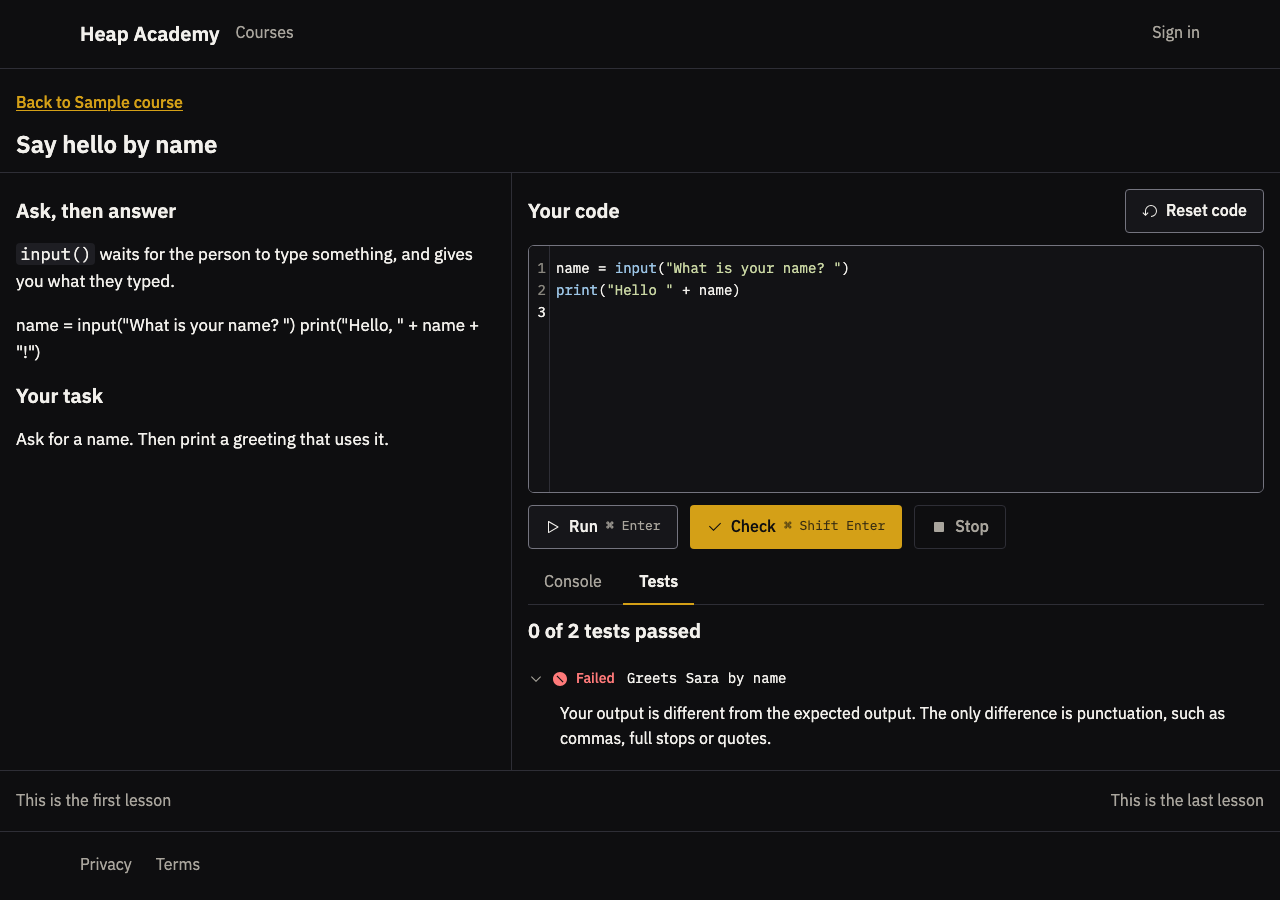 Heap Academy Courses Sign in
Back to Sample course
Say hello by name
Ask, then answer
input() waits for the person to type something, and gives
you what they typed.
name = input("What is your name? ") print("Hello, " + name +
"!")
Your task
Ask for a name. Then print a greeting that uses it.
Your code
Reset code
1 name = input("What is your name? ")
2 print("Hello " + name)
3
Run ⌘ Enter Check ⌘ Shift Enter Stop
Console Tests
0 of 2 tests passed
Failed Greets Sara by name
Your output is different from the expected output. The only difference is punctuation, such as
commas, full stops or quotes.
This is the first lesson This is the last lesson
Privacy Terms